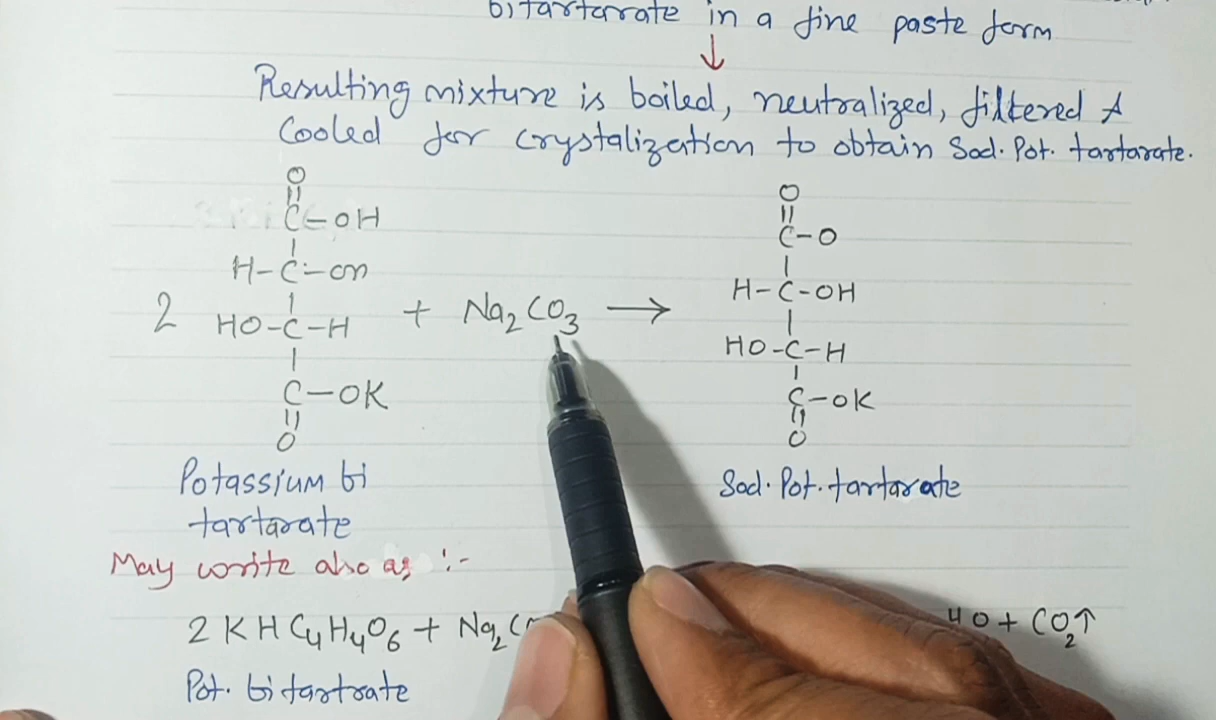 bitartarate in a fine paste form
↓
Resulting mixture is boiled, neutralized, filtered &
Cooled for crystalization to obtain Sod. Pot. tartarate.
O
||
C-OH
|
H-C-OH
|
2 HO-C-H + Na2CO3 →
|
C-OK
||
O
O
||
C-O
|
H-C-OH
|
HO-C-H
|
C-OK
||
O
Potassium bi
tartarate
Sod. Pot. tartarate
May write also as :-
2 KHC4H4O6 + Na2C
O + CO2↑
Pot. bitartrate